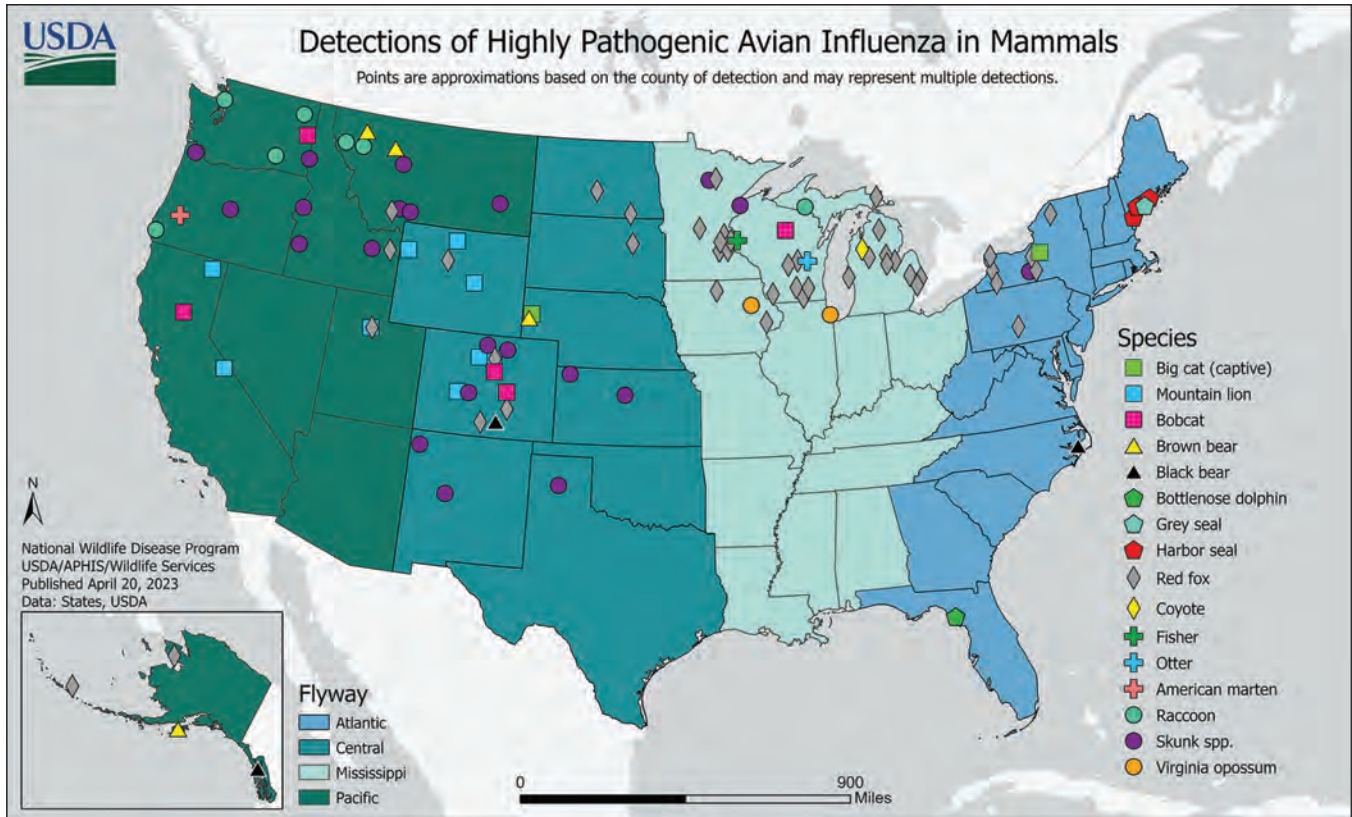 USDA
Detections of Highly Pathogenic Avian Influenza in Mammals
Points are approximations based on the county of detection and may represent multiple detections.
Species
Big cat (captive)
Mountain lion
Bobcat
Brown bear
Black bear
Bottlenose dolphin
Grey seal
Harbor seal
Red fox
Coyote
Fisher
Otter
American marten
Raccoon
Skunk spp.
Virginia opossum
N
National Wildlife Disease Program
USDA/APHIS/Wildlife Services
Published April 20, 2023
Data: States, USDA
Flyway
Atlantic
Central
Mississippi
Pacific
0
900
Miles